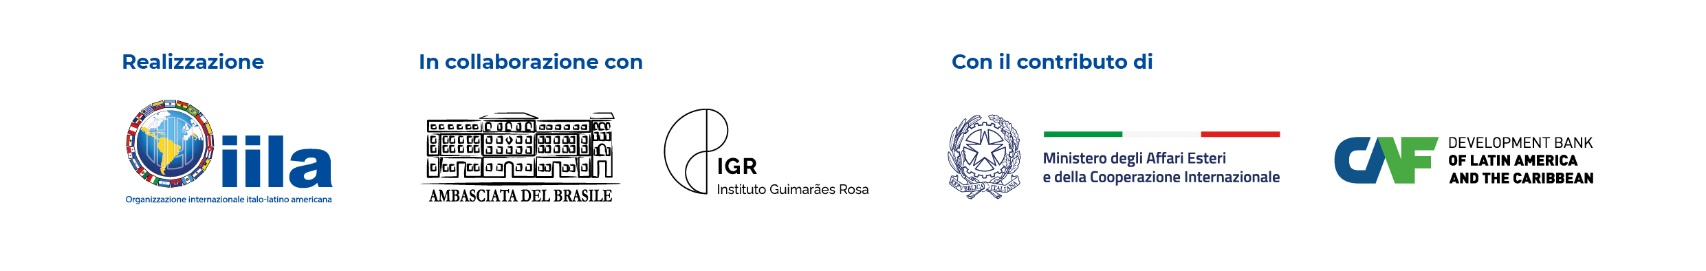 Realizzazione
iila
Organizzazione internazionale italo-latino americana
In collaborazione con
AMBASCIATA DEL BRASILE
IGR
Instituto Guimarães Rosa
Con il contributo di
Ministero degli Affari Esteri
e della Cooperazione Internazionale
CAF
DEVELOPMENT BANK
OF LATIN AMERICA
AND THE CARIBBEAN